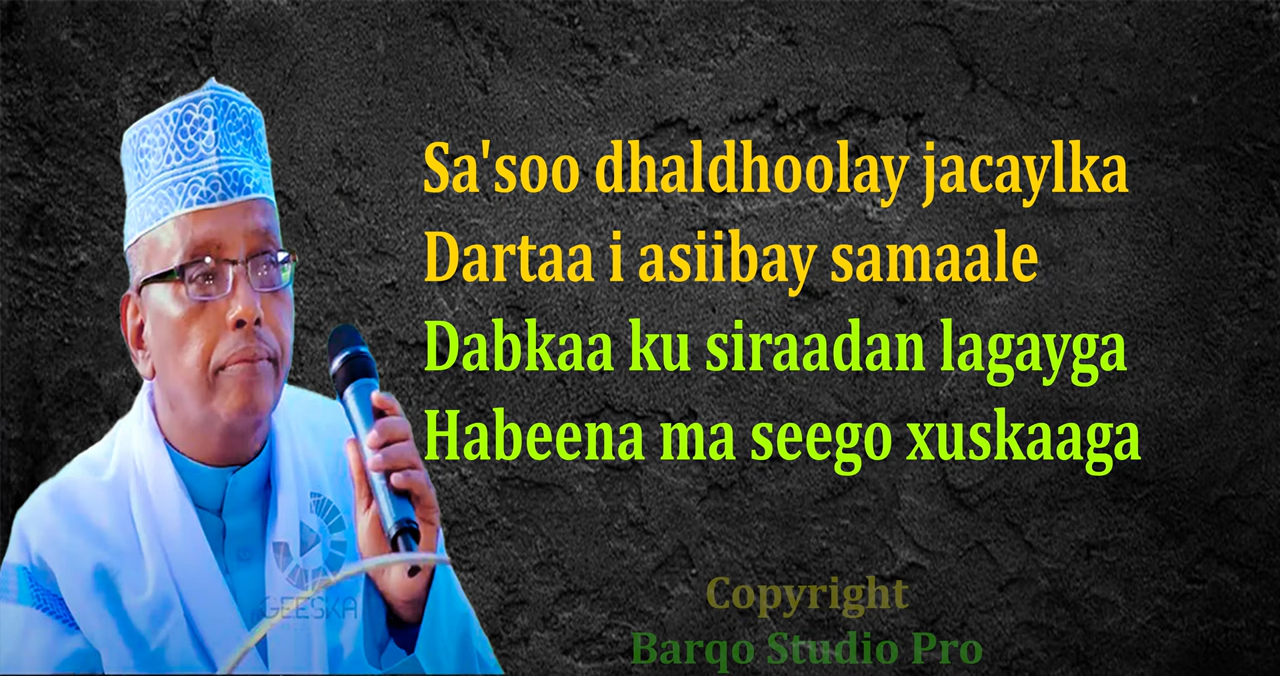 Sa'soo dhaldhoolay jacaylka
Dartaa i asiibay samaale
Dabkaa ku siraadan lagayga
Habeena ma seego xuskaaga
GEESKA
Copyright
Barqo Studio Pro